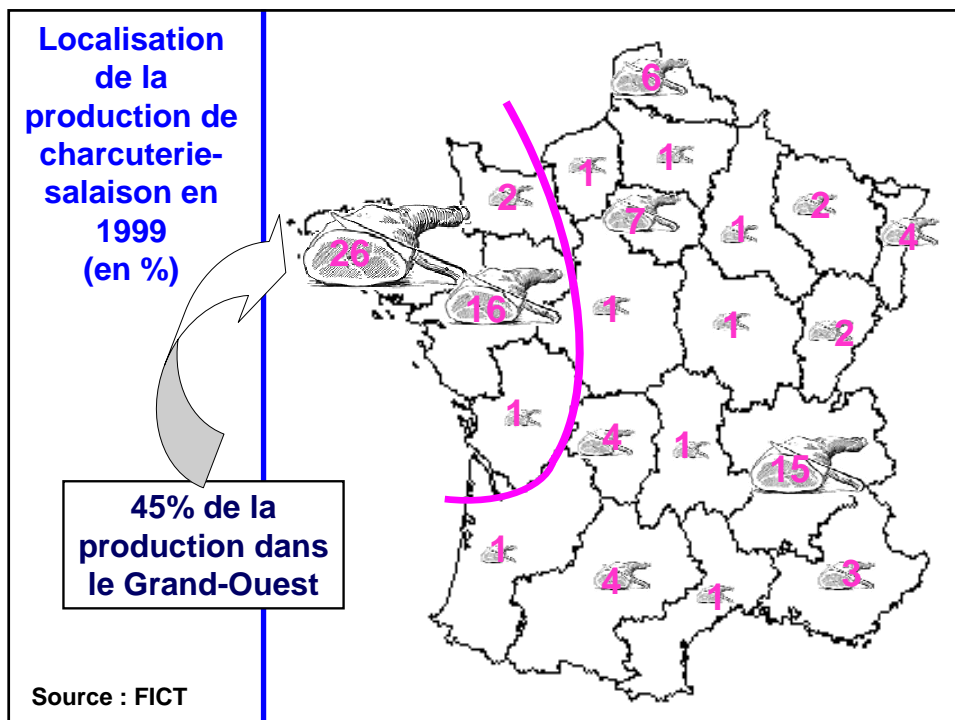 Localisation
de la
production de
charcuterie-
salaison en
1999
(en %)
6
1
1
2
2
7
1
4
26
16
1
1
2
1
4
1
15
1
4
1
3
45% de la
production dans
le Grand-Ouest
Source : FICT